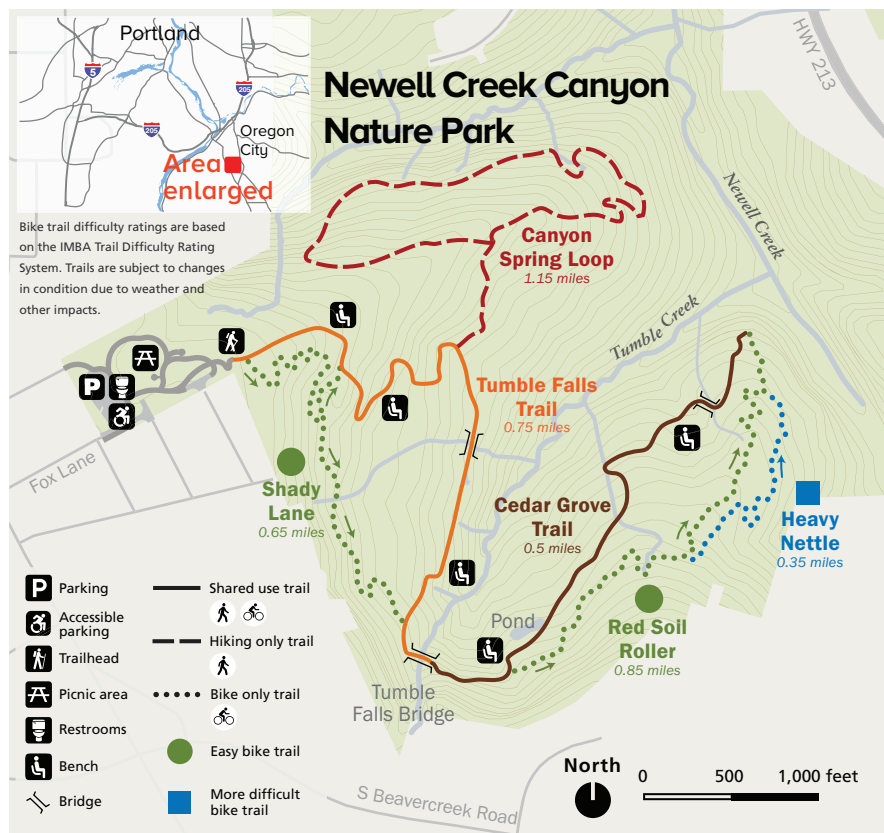 Portland
5
205
205
Oregon
City
Area
enlarged
Newell Creek Canyon
Nature Park
HWY 213
Bike trail difficulty ratings are based
on the IMBA Trail Difficulty Rating
System. Trails are subject to changes
in condition due to weather and
other impacts.
Newell Creek
Canyon
Spring Loop
1.15 miles
Tumble Creek
P
Tumble Falls
Trail
0.75 miles
Fox Lane
Shady
Lane
0.65 miles
Cedar Grove
Trail
0.5 miles
Heavy
Nettle
0.35 miles
Pond
Red Soil
Roller
0.85 miles
Tumble
Falls Bridge
P
Parking
Accessible
parking
Trailhead
Picnic area
Restrooms
Bench
Bridge
Shared use trail
Hiking only trail
Bike only trail
Easy bike trail
More difficult
bike trail
S Beavercreek Road
North
0 500 1,000 feet